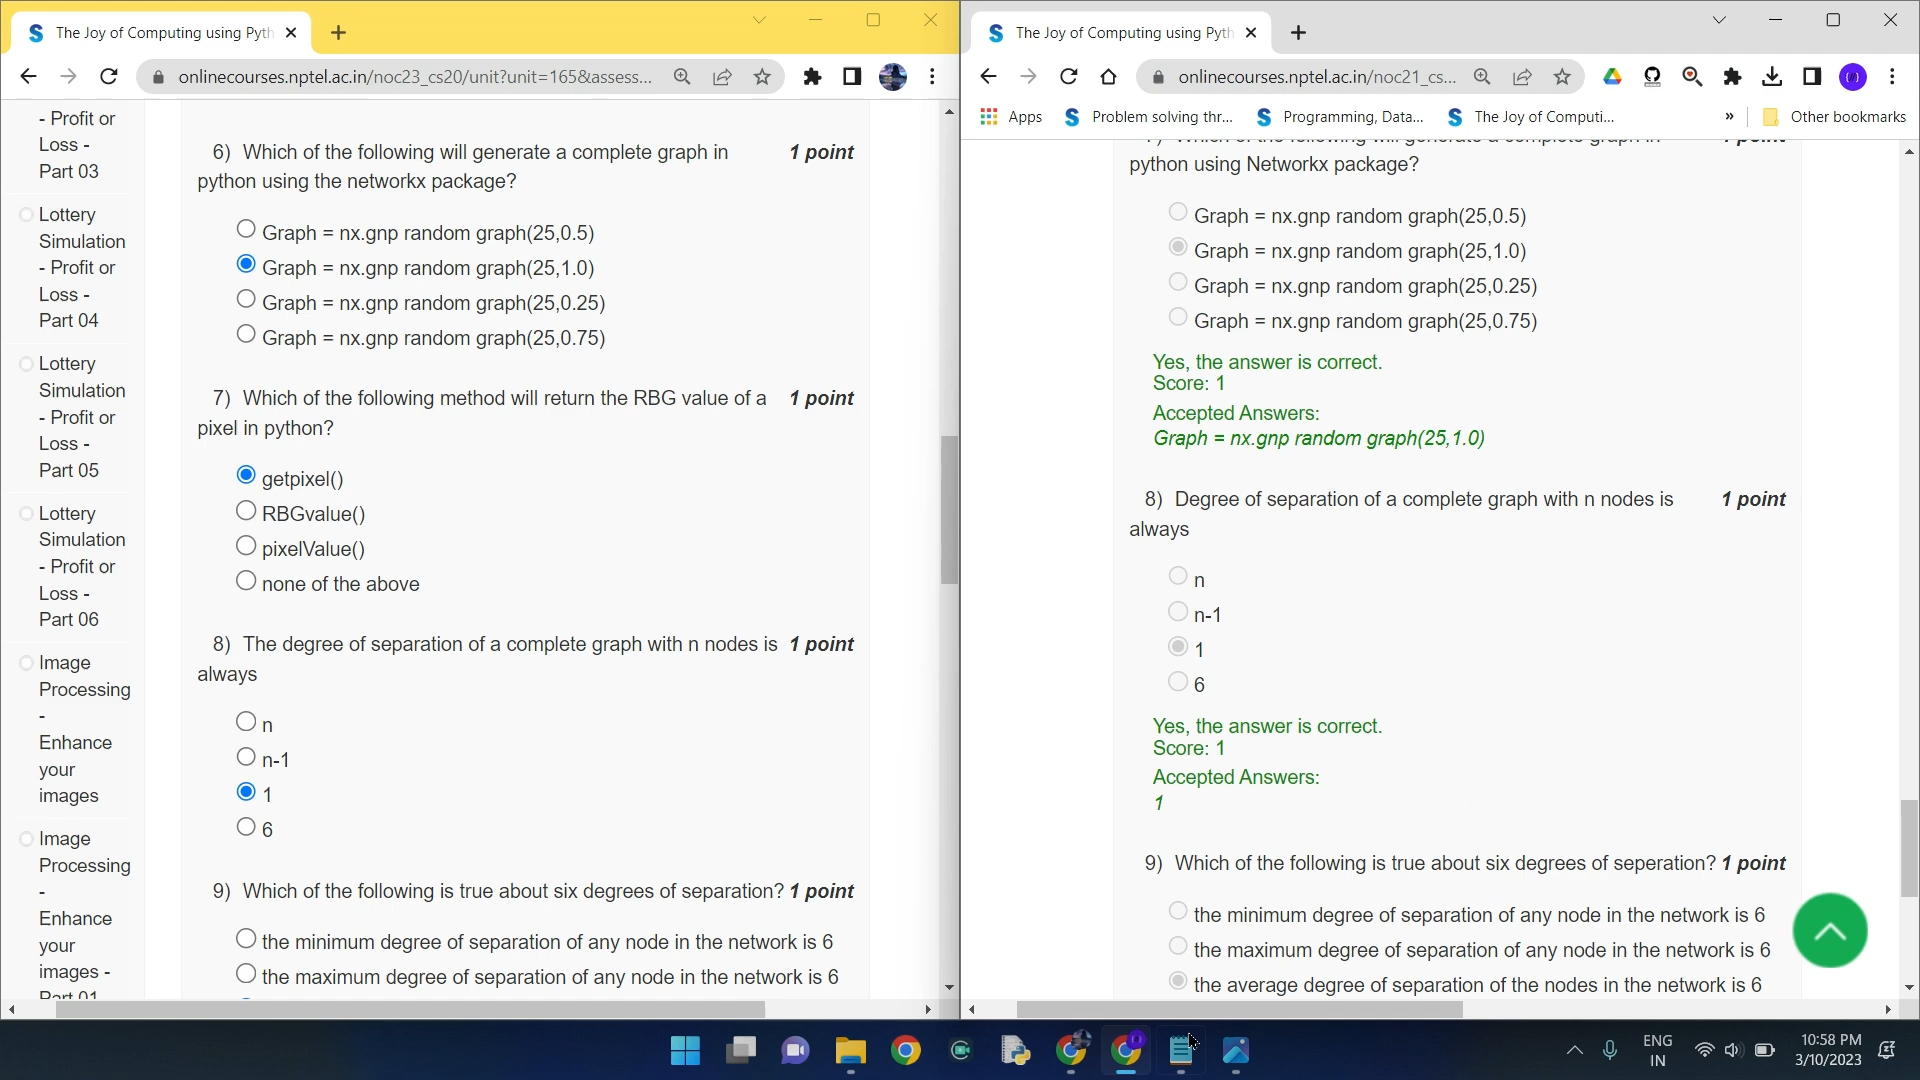 The Joy of Computing using Pyth
onlinecourses.nptel.ac.in/noc23_cs20/unit?unit=165&assess...
- Profit or
Loss -
Part 03
Lottery
Simulation
- Profit or
Loss -
Part 04
Lottery
Simulation
- Profit or
Loss -
Part 05
Lottery
Simulation
- Profit or
Loss -
Part 06
Image
Processing
-
Enhance
your
images
Image
Processing
-
Enhance
your
images -
Part 01
6) Which of the following will generate a complete graph in 1 point
python using the networkx package?
Graph = nx.gnp random graph(25,0.5)
Graph = nx.gnp random graph(25,1.0)
Graph = nx.gnp random graph(25,0.25)
Graph = nx.gnp random graph(25,0.75)
7) Which of the following method will return the RBG value of a 1 point
pixel in python?
getpixel()
RBGvalue()
pixelValue()
none of the above
8) The degree of separation of a complete graph with n nodes is 1 point
always
n
n-1
1
6
9) Which of the following is true about six degrees of separation? 1 point
the minimum degree of separation of any node in the network is 6
the maximum degree of separation of any node in the network is 6
The Joy of Computing using Pyth
onlinecourses.nptel.ac.in/noc21_cs...
Apps
Problem solving thr...
Programming, Data...
The Joy of Computi...
»
Other bookmarks
python using Networkx package?
Graph = nx.gnp random graph(25,0.5)
Graph = nx.gnp random graph(25,1.0)
Graph = nx.gnp random graph(25,0.25)
Graph = nx.gnp random graph(25,0.75)
Yes, the answer is correct.
Score: 1
Accepted Answers:
Graph = nx.gnp random graph(25,1.0)
8) Degree of separation of a complete graph with n nodes is 1 point
always
n
n-1
1
6
Yes, the answer is correct.
Score: 1
Accepted Answers:
1
9) Which of the following is true about six degrees of seperation? 1 point
the minimum degree of separation of any node in the network is 6
the maximum degree of separation of any node in the network is 6
the average degree of separation of the nodes in the network is 6
ENG
IN
10:58 PM
3/10/2023